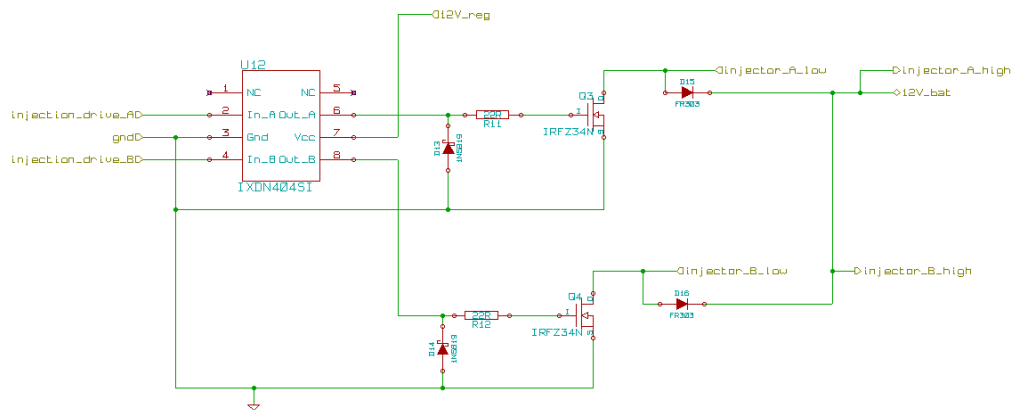 12V_reg
U12
D15
injector_A_low
injector_A_high
FR303
12V_bat
1 NC NC 5
Q3
D
injection_drive_A 2 In_A Out_A 6
22R
I
R11
IRFZ34N
S
gnd 3 Gnd Vcc 7
D13
1N5819
injection_drive_B 4 In_B Out_B 8
IXDN404SI
injector_B_low
injector_B_high
D16
Q4
D
FR303
22R
I
R12
IRFZ34N
S
D14
1N5819